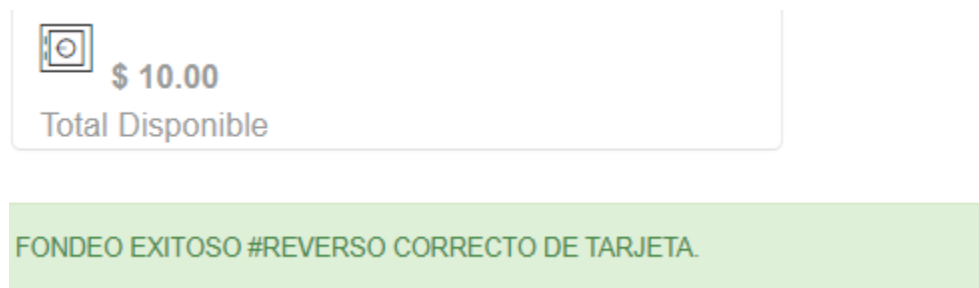 $ 10.00
Total Disponible
FONDEO EXITOSO #REVERSO CORRECTO DE TARJETA.